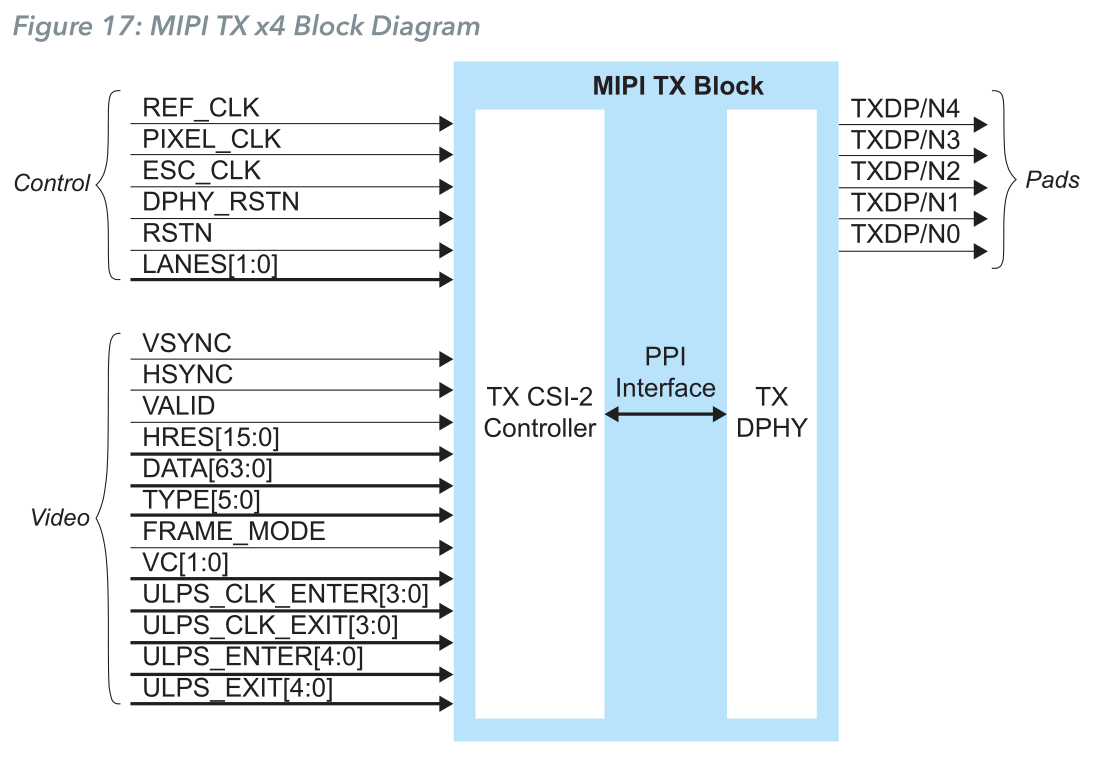 Figure 17: MIPI TX x4 Block Diagram
MIPI TX Block
Control
REF_CLK
PIXEL_CLK
ESC_CLK
DPHY_RSTN
RSTN
LANES[1:0]
Video
VSYNC
HSYNC
VALID
HRES[15:0]
DATA[63:0]
TYPE[5:0]
FRAME_MODE
VC[1:0]
ULPS_CLK_ENTER[3:0]
ULPS_CLK_EXIT[3:0]
ULPS_ENTER[4:0]
ULPS_EXIT[4:0]
TX CSI-2
Controller
PPI
Interface
TX
DPHY
TXDP/N4
TXDP/N3
TXDP/N2
TXDP/N1
TXDP/N0
Pads